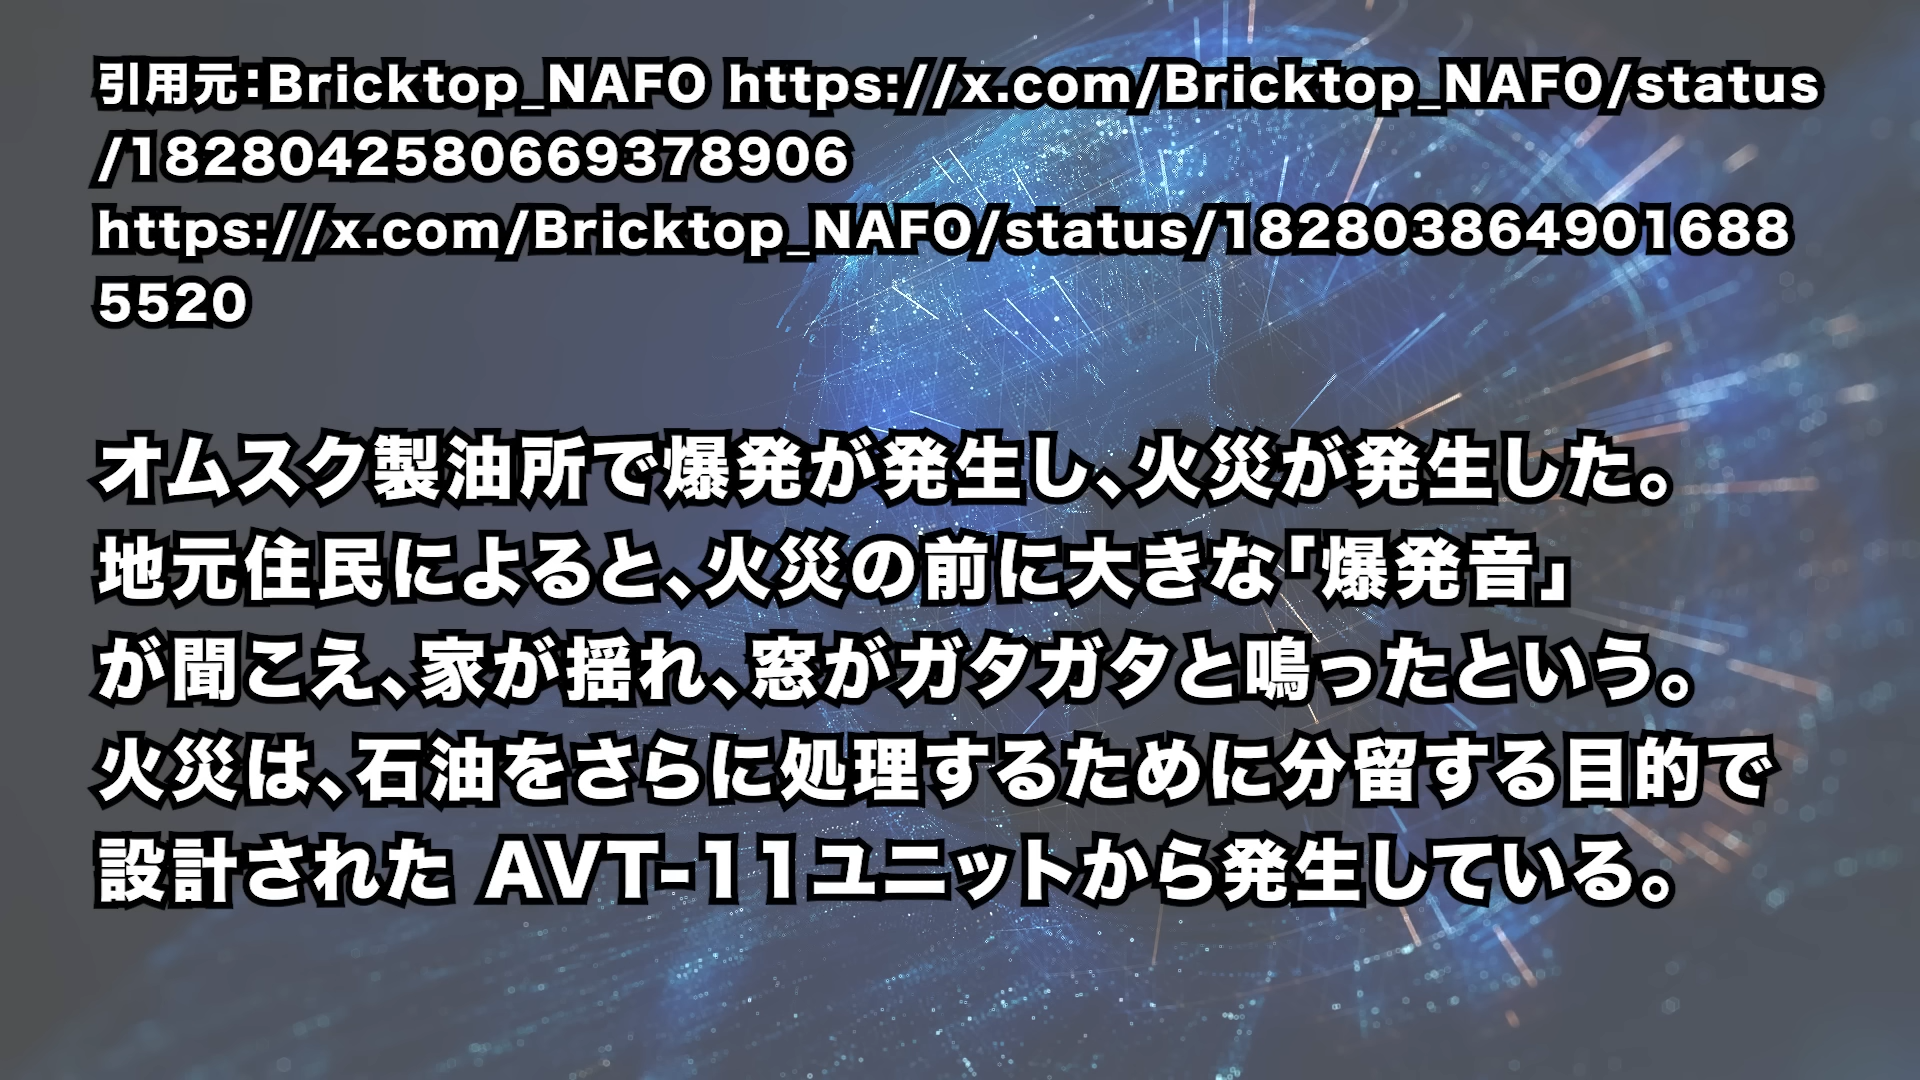 引用元：Bricktop_NAFO https://x.com/Bricktop_NAFO/status
/1828042580669378906
https://x.com/Bricktop_NAFO/status/182803864901688
5520
オムスク製油所で爆発が発生し、火災が発生した。
地元住民によると、火災の前に大きな「爆発音」
が聞こえ、家が揺れ、窓がガタガタと鳴ったという。
火災は、石油をさらに処理するために分留する目的で
設計された AVT-11ユニットから発生している。